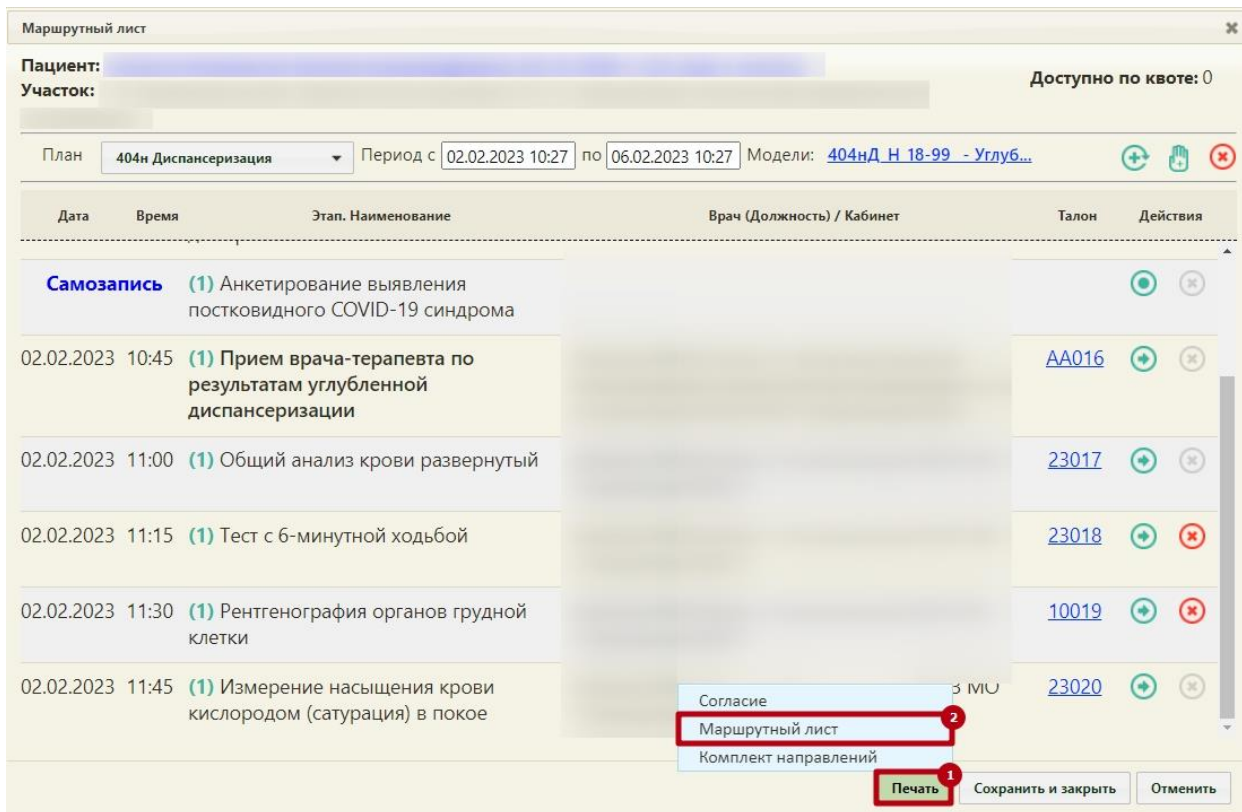 Маршрутный лист
Пациент:
Участок:
Доступно по квоте: 0
План 404н Диспансеризация Период с 02.02.2023 10:27 по 06.02.2023 10:27 Модели: 404нД_Н_18-99_ - Углуб...
Дата Время Этап. Наименование Врач (Должность) / Кабинет Талон Действия
Самозапись (1) Анкетирование выявления
постковидного COVID-19 синдрома
02.02.2023 10:45 (1) Прием врача-терапевта по AA016
результатам углубленной
диспансеризации
02.02.2023 11:00 (1) Общий анализ крови развернутый 23017
02.02.2023 11:15 (1) Тест с 6-минутной ходьбой 23018
02.02.2023 11:30 (1) Рентгенография органов грудной 10019
клетки
02.02.2023 11:45 (1) Измерение насыщения крови МО 23020
кислородом (сатурация) в покое
Согласие
Маршрутный лист 2
Комплект направлений
Печать 1 Сохранить и закрыть Отменить